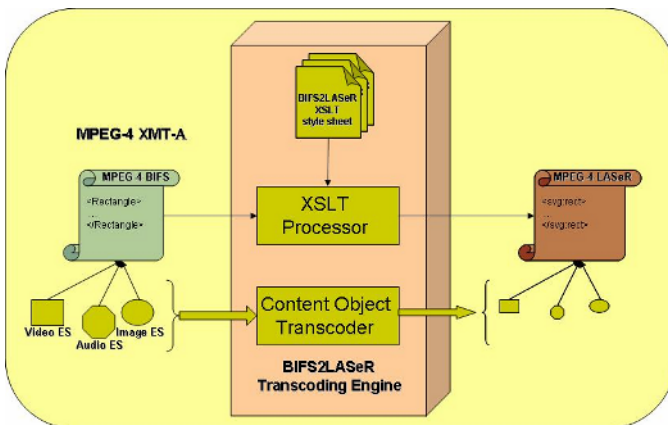 BIFS2LASeR
XSLT
style sheet
MPEG-4 XMT-A
MPEG 4 BIFS
<Rectangle>
...
</Rectangle>
XSLT
Processor
MPEG-4 LASeR
<svg:rect>
...
</svg:rect>
Video ES
Audio ES
Image ES
Content Object
Transcoder
BIFS2LASeR
Transcoding Engine